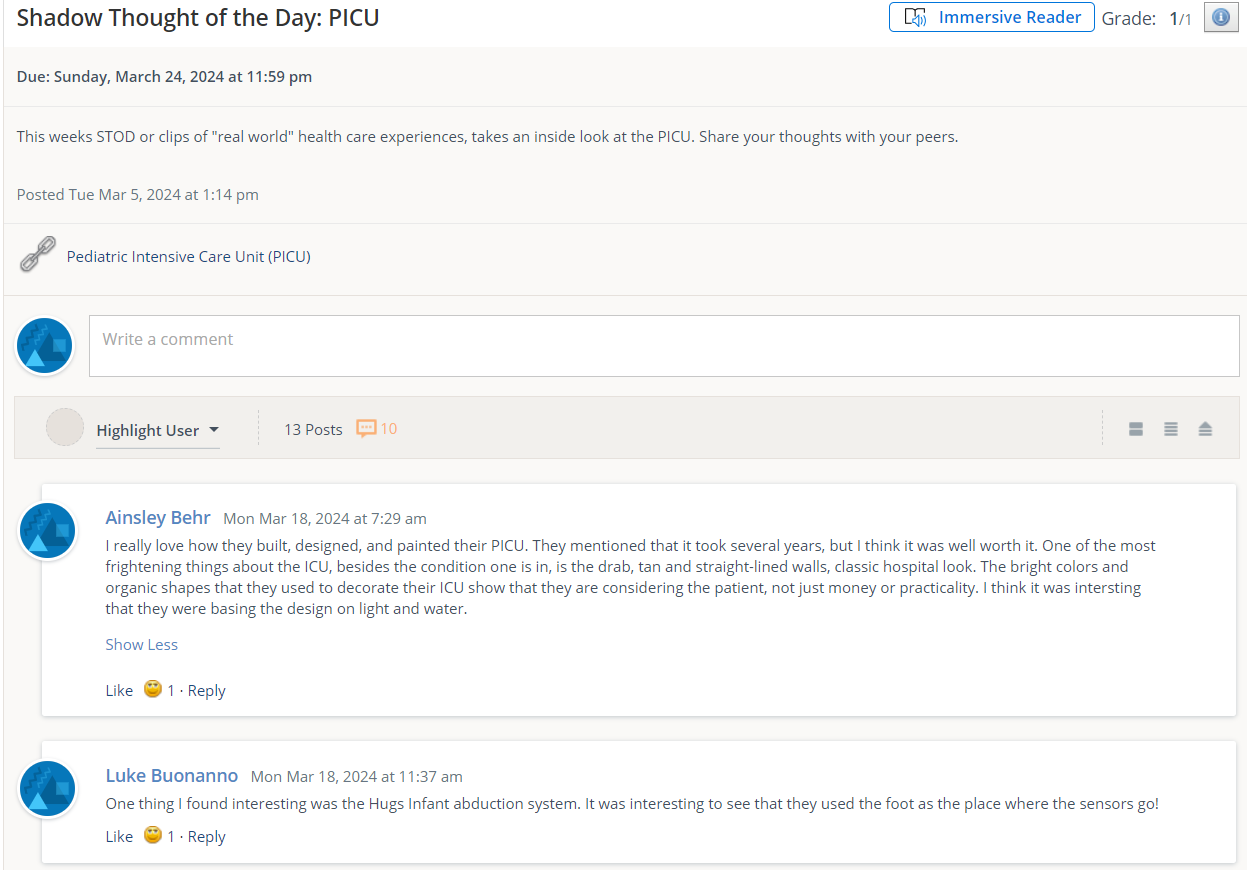 Shadow Thought of the Day: PICU
Immersive Reader
Grade: 1/1
Due: Sunday, March 24, 2024 at 11:59 pm
This weeks STOD or clips of "real world" health care experiences, takes an inside look at the PICU. Share your thoughts with your peers.
Posted Tue Mar 5, 2024 at 1:14 pm
Pediatric Intensive Care Unit (PICU)
Write a comment
Highlight User
13 Posts 10
Ainsley Behr Mon Mar 18, 2024 at 7:29 am
I really love how they built, designed, and painted their PICU. They mentioned that it took several years, but I think it was well worth it. One of the most
frightening things about the ICU, besides the condition one is in, is the drab, tan and straight-lined walls, classic hospital look. The bright colors and
organic shapes that they used to decorate their ICU show that they are considering the patient, not just money or practicality. I think it was intersting
that they were basing the design on light and water.
Show Less
Like 1 · Reply
Luke Buonanno Mon Mar 18, 2024 at 11:37 am
One thing I found interesting was the Hugs Infant abduction system. It was interesting to see that they used the foot as the place where the sensors go!
Like 1 · Reply